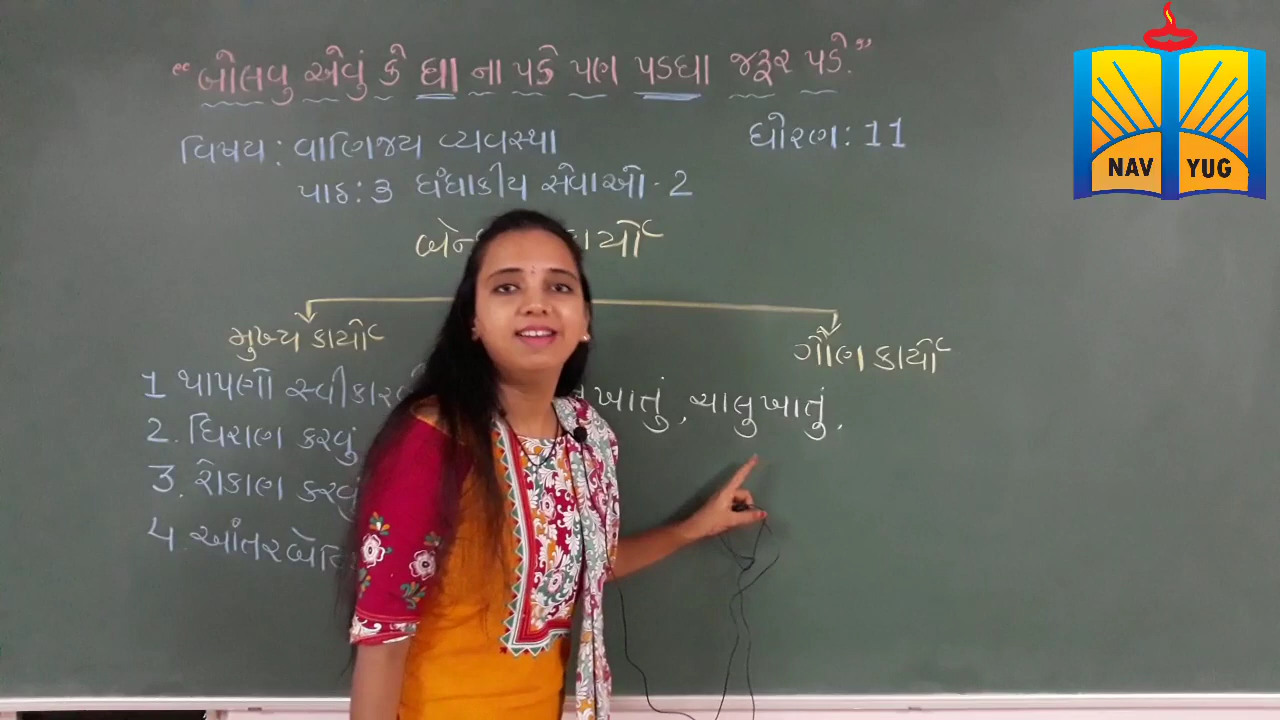 “બોલવુ એવું કે ઘા ના પડે પણ પડઘા જરૂર પડે.”
વિષય: વાણિજય વ્યવસ્થા
ધોરણ: 11
પાઠ: 3 ધંધાકીય સેવાઓ - 2
કાર્યો
મુખ્ય કાર્યો
ગૌણ કાર્યો
1 થાપણો
ખાતું, ચાલુ ખાતું,
2. ધિરાણ કરવું
3. રોકાણ કરવું
4.
NAV YUG